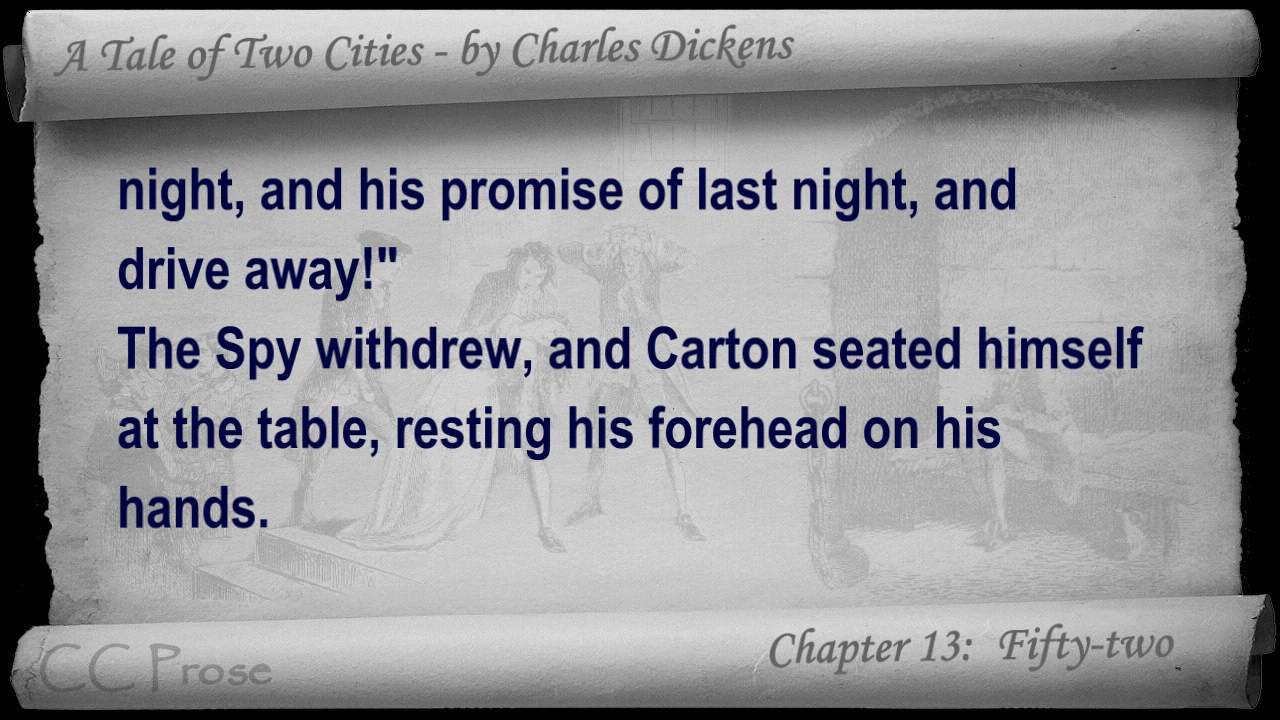 A Tale of Two Cities - by Charles Dickens
night, and his promise of last night, and
drive away!"
The Spy withdrew, and Carton seated himself
at the table, resting his forehead on his
hands.
CC Prose
Chapter 13: Fifty-two